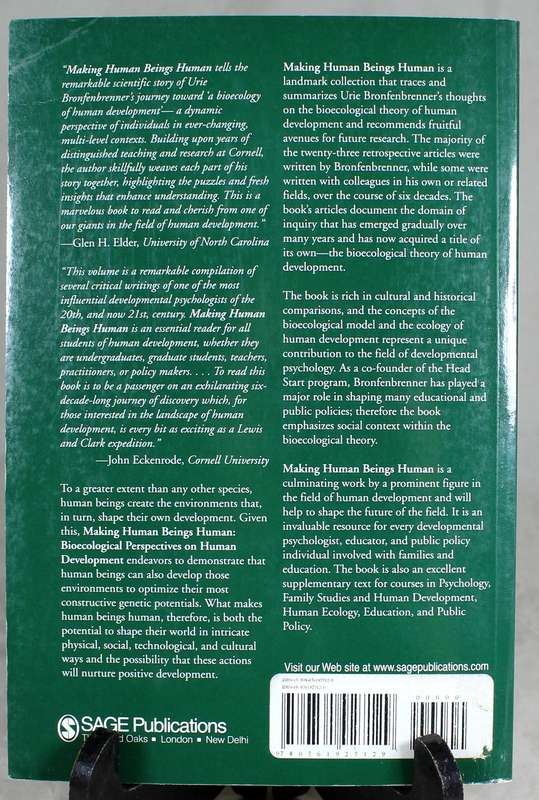 “Making Human Beings Human tells the
remarkable scientific story of Urie
Bronfenbrenner’s journey toward ‘a bioecology
of human development’— a dynamic
perspective of individuals in ever-changing,
multi-level contexts. Building upon years of
distinguished teaching and research at Cornell,
the author skillfully weaves each part of his
story together, highlighting the puzzles and fresh
insights that enhance understanding. This is a
marvelous book to read and cherish from one of
our giants in the field of human development.”
—Glen H. Elder, University of North Carolina
“This volume is a remarkable compilation of
several critical writings of one of the most
influential developmental psychologists of the
20th, and now 21st, century. Making Human
Beings Human is an essential reader for all
students of human development, whether they
are undergraduates, graduate students, teachers,
practitioners, or policy makers. . . . To read this
book is to be a passenger on an exhilarating six-
decade-long journey of discovery which, for
those interested in the landscape of human
development, is every bit as exciting as a Lewis
and Clark expedition.”
—John Eckenrode, Cornell University
To a greater extent than any other species,
human beings create the environments that,
in turn, shape their own development. Given
this, Making Human Beings Human:
Bioecological Perspectives on Human
Development endeavors to demonstrate that
human beings can also develop those
environments to optimize their most
constructive genetic potentials. What makes
human beings human, therefore, is both the
potential to shape their world in intricate
physical, social, technological, and cultural
ways and the possibility that these actions
will nurture positive development.
Making Human Beings Human is a
landmark collection that traces and
summarizes Urie Bronfenbrenner’s thoughts
on the bioecological theory of human
development and recommends fruitful
avenues for future research. The majority of
the twenty-three retrospective articles were
written by Bronfenbrenner, while some were
written with colleagues in his own or related
fields, over the course of six decades. The
book’s articles document the domain of
inquiry that has emerged gradually over
many years and has now acquired a title of
its own—the bioecological theory of human
development.
The book is rich in cultural and historical
comparisons, and the concepts of the
bioecological model and the ecology of
human development represent a unique
contribution to the field of developmental
psychology. As a co-founder of the Head
Start program, Bronfenbrenner has played a
major role in shaping many educational and
public policies; therefore the book
emphasizes social context within the
bioecological theory.
Making Human Beings Human is a
culminating work by a prominent figure in
the field of human development and will
help to shape the future of the field. It is an
invaluable resource for every developmental
psychologist, educator, and public policy
individual involved with families and
education. The book is also an excellent
supplementary text for courses in Psychology,
Family Studies and Human Development,
Human Ecology, Education, and Public
Policy.
Visit our Web site at www.sagepublications.com
SAGE Publications
Oaks ▪ London ▪ New Delhi
00000
9 780761 927129